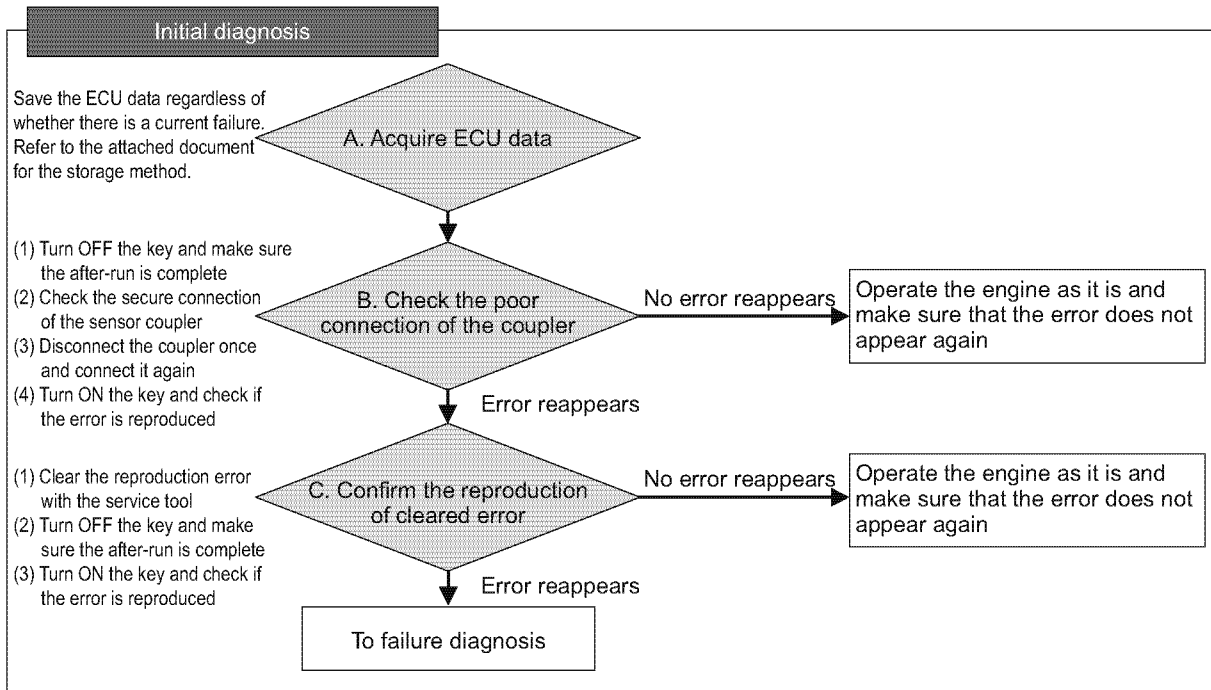 Initial diagnosis
Save the ECU data regardless of
whether there is a current failure.
Refer to the attached document
for the storage method.
A. Acquire ECU data
(1) Turn OFF the key and make sure
the after-run is complete
(2) Check the secure connection
of the sensor coupler
(3) Disconnect the coupler once
and connect it again
(4) Turn ON the key and check if
the error is reproduced
B. Check the poor
connection of the coupler
No error reappears
Operate the engine as it is and
make sure that the error does not
appear again
Error reappears
(1) Clear the reproduction error
with the service tool
(2) Turn OFF the key and make
sure the after-run is complete
(3) Turn ON the key and check if
the error is reproduced
C. Confirm the reproduction
of cleared error
No error reappears
Operate the engine as it is and
make sure that the error does not
appear again
Error reappears
To failure diagnosis